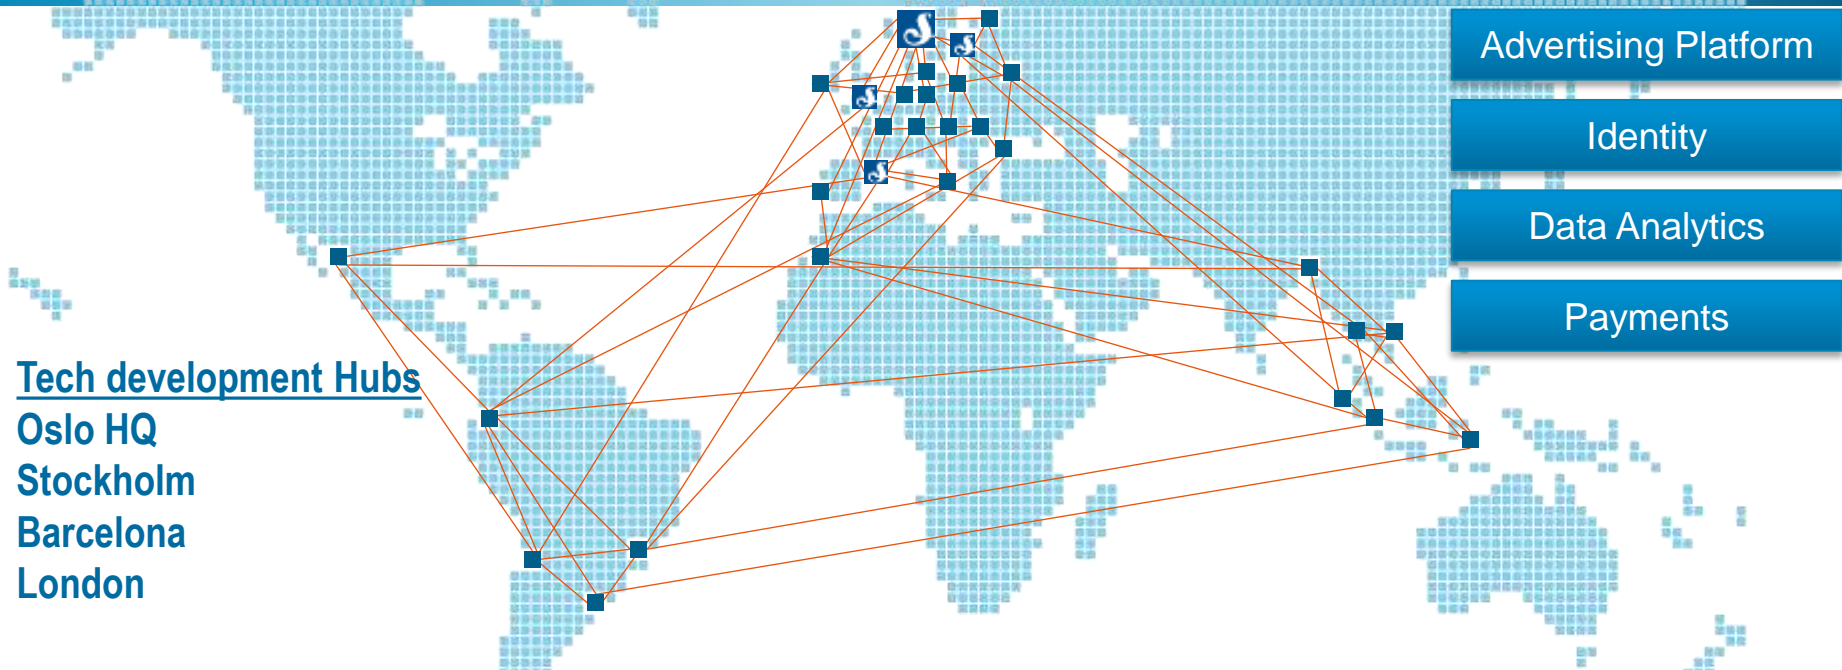 Advertising Platform
Identity
Data Analytics
Payments
Tech development Hubs
Oslo HQ
Stockholm
Barcelona
London